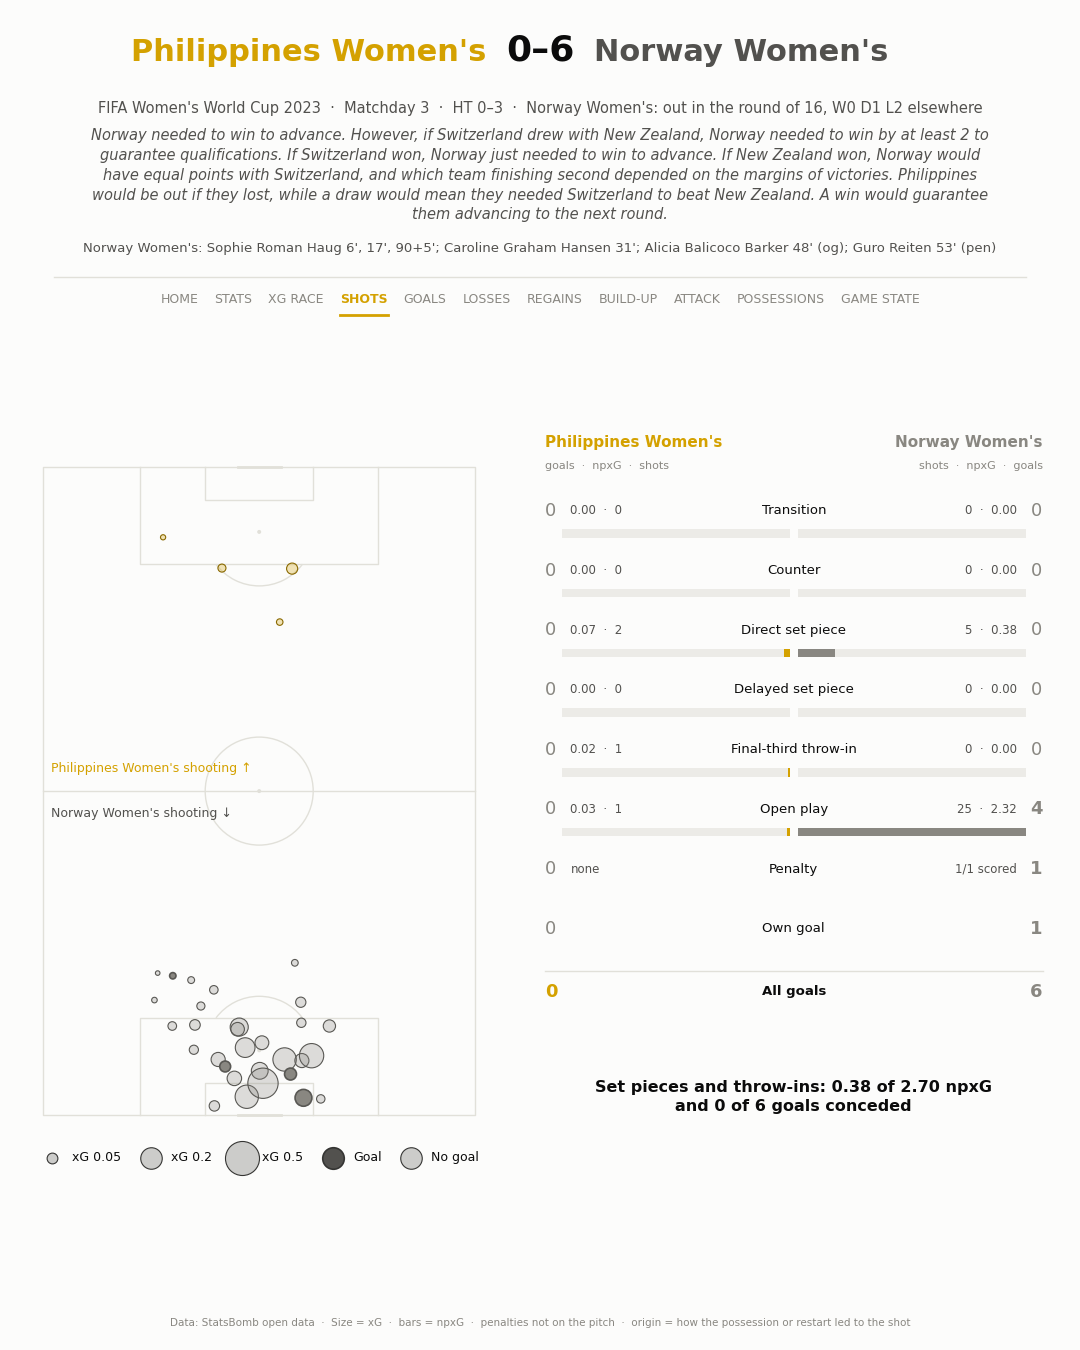 Philippines Women's 0–6 Norway Women's
FIFA Women's World Cup 2023 · Matchday 3 · HT 0–3 · Norway Women's: out in the round of 16, W0 D1 L2 elsewhere
Norway needed to win to advance. However, if Switzerland drew with New Zealand, Norway needed to win by at least 2 to
guarantee qualifications. If Switzerland won, Norway just needed to win to advance. If New Zealand won, Norway would
have equal points with Switzerland, and which team finishing second depended on the margins of victories. Philippines
would be out if they lost, while a draw would mean they needed Switzerland to beat New Zealand. A win would guarantee
them advancing to the next round.
Norway Women's: Sophie Roman Haug 6', 17', 90+5'; Caroline Graham Hansen 31'; Alicia Balicoco Barker 48' (og); Guro Reiten 53' (pen)
HOME STATS XG RACE SHOTS GOALS LOSSES REGAINS BUILD-UP ATTACK POSSESSIONS GAME STATE
Philippines Women's shooting ↑
Norway Women's shooting ↓
xG 0.05 xG 0.2 xG 0.5 Goal No goal
Philippines Women's Norway Women's
goals · npxG · shots shots · npxG · goals
0 0.00 · 0 Transition 0 · 0.00 0
0 0.00 · 0 Counter 0 · 0.00 0
0 0.07 · 2 Direct set piece 5 · 0.38 0
0 0.00 · 0 Delayed set piece 0 · 0.00 0
0 0.02 · 1 Final-third throw-in 0 · 0.00 0
0 0.03 · 1 Open play 25 · 2.32 4
0 none Penalty 1/1 scored 1
0 Own goal 1
0 All goals 6
Set pieces and throw-ins: 0.38 of 2.70 npxG
and 0 of 6 goals conceded
Data: StatsBomb open data · Size = xG · bars = npxG · penalties not on the pitch · origin = how the possession or restart led to the shot